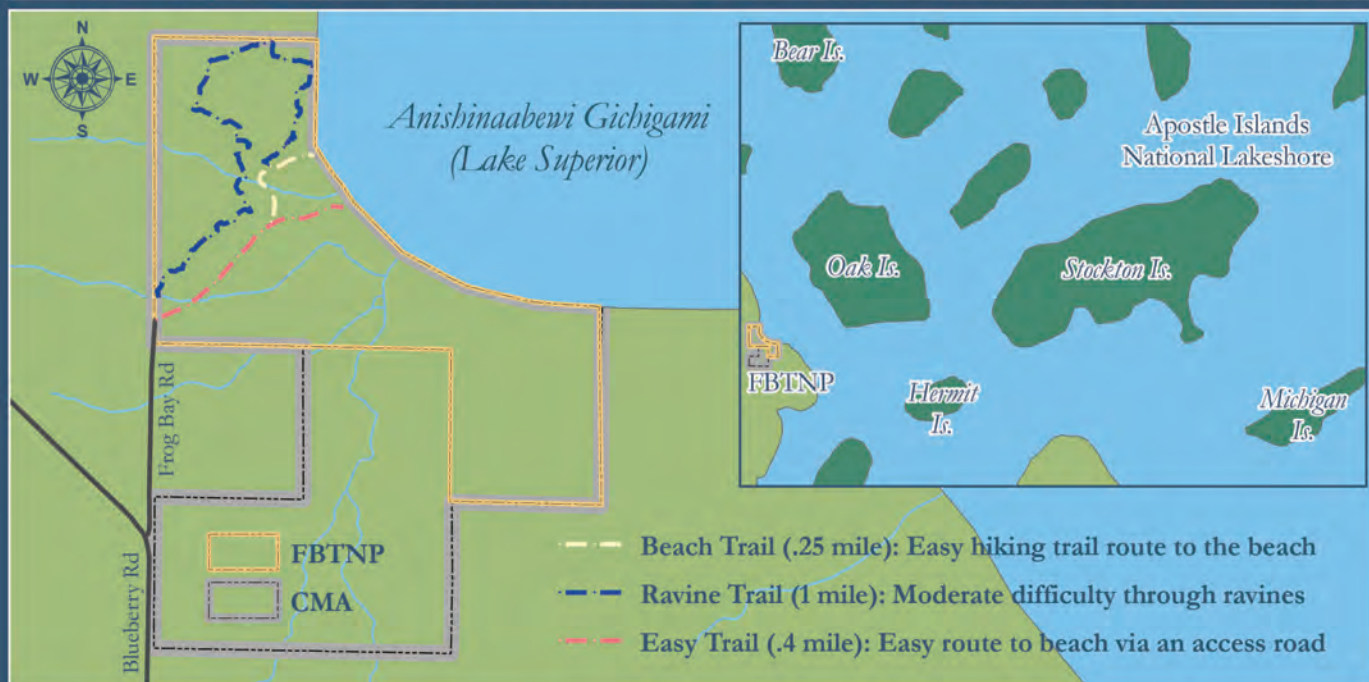 N
W E
S
Anishinaabewi Gichigami
(Lake Superior)
Bear Is.
Apostle Islands
National Lakeshore
Oak Is.
Stockton Is.
FBTNP
Hermit
Is.
Michigan
Is.
Frog Bay Rd
Blueberry Rd
FBTNP
CMA
Beach Trail (.25 mile): Easy hiking trail route to the beach
Ravine Trail (1 mile): Moderate difficulty through ravines
Easy Trail (.4 mile): Easy route to beach via an access road